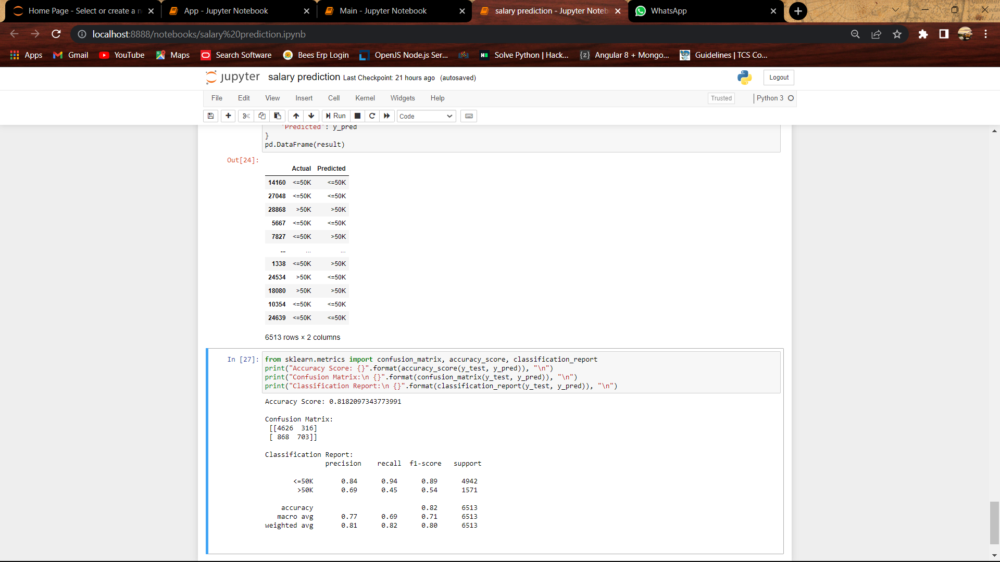 Home Page - Select or create a n
App - Jupyter Notebook
Main - Jupyter Notebook
salary prediction - Jupyter Noteb
WhatsApp
localhost:8888/notebooks/salary%20prediction.ipynb
Apps
Gmail
YouTube
Maps
Search Software
Bees Erp Login
OpenJS Node.js Ser...
Solve Python | Hack...
{z} Angular 8 + Mongo...
Guidelines | TCS Co...
jupyter salary prediction Last Checkpoint: 21 hours ago (autosaved)
Logout
File Edit View Insert Cell Kernel Widgets Help
Trusted
Python 3
Run
Code
'Predicted': y_pred
}
pd.DataFrame(result)
Out[24]:
Actual Predicted
14160 <=50K <=50K
27048 <=50K <=50K
28868 >50K >50K
5667 <=50K <=50K
7827 <=50K >50K
... ... ...
1338 <=50K >50K
24534 >50K <=50K
18080 >50K >50K
10354 <=50K <=50K
24639 <=50K <=50K
6513 rows × 2 columns
In [27]: from sklearn.metrics import confusion_matrix, accuracy_score, classification_report
print("Accuracy Score: {}".format(accuracy_score(y_test, y_pred)), "\n")
print("Confusion Matrix:\n {}".format(confusion_matrix(y_test, y_pred)), "\n")
print("Classification Report:\n {}".format(classification_report(y_test, y_pred)), "\n")
Accuracy Score: 0.8182097343773991
Confusion Matrix:
[[4626 316]
[ 868 703]]
Classification Report:
precision recall f1-score support
<=50K 0.84 0.94 0.89 4942
>50K 0.69 0.45 0.54 1571
accuracy 0.82 6513
macro avg 0.77 0.69 0.71 6513
weighted avg 0.81 0.82 0.80 6513